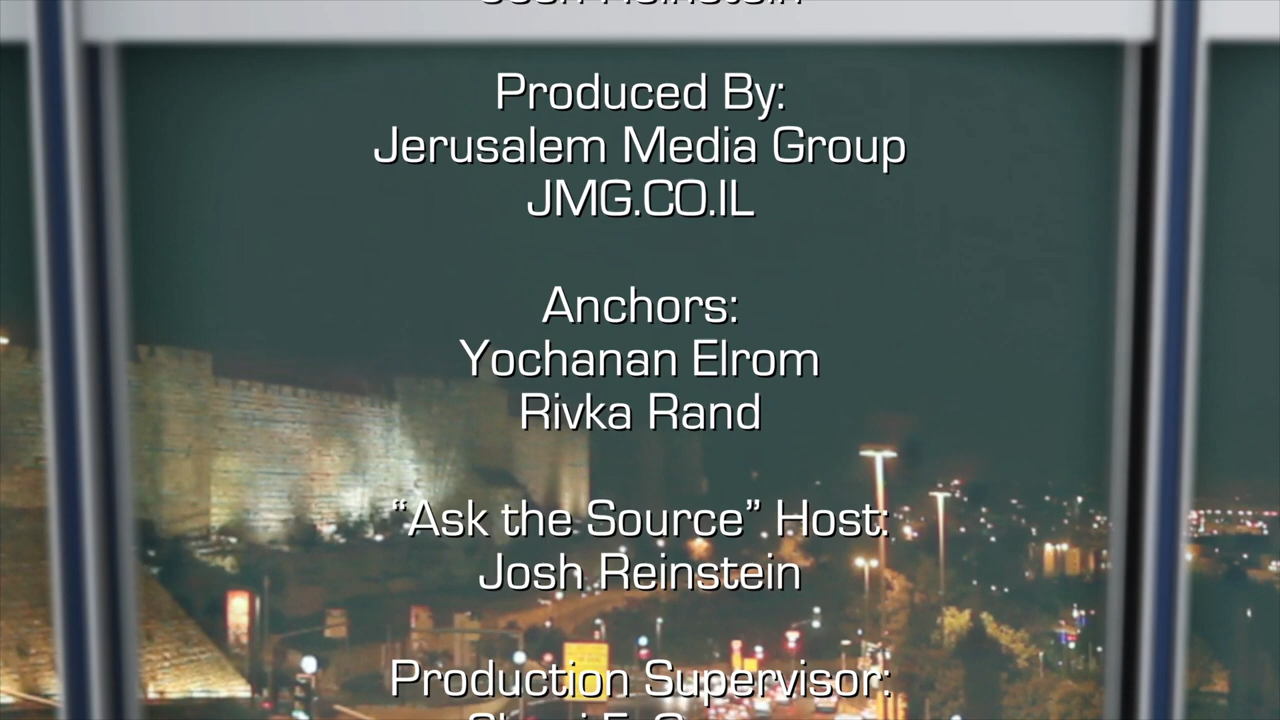 Produced By:
Jerusalem Media Group
JMG.CO.IL
Anchors:
Yochanan Elrom
Rivka Rand
“Ask the Source” Host:
Josh Reinstein
Production Supervisor: